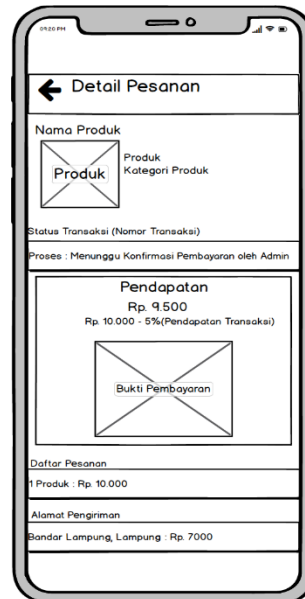 09:20 PM
Detail Pesanan
Nama Produk
Produk
Produk
Kategori Produk
Status Transaksi (Nomor Transaksi)
Proses : Menunggu Konfirmasi Pembayaran oleh Admin
Pendapatan
Rp. 9.500
Rp. 10.000 - 5%(Pendapatan Transaksi)
Bukti Pembayaran
Daftar Pesanan
1 Produk : Rp. 10.000
Alamat Pengiriman
Bandar Lampung, Lampung : Rp. 7000